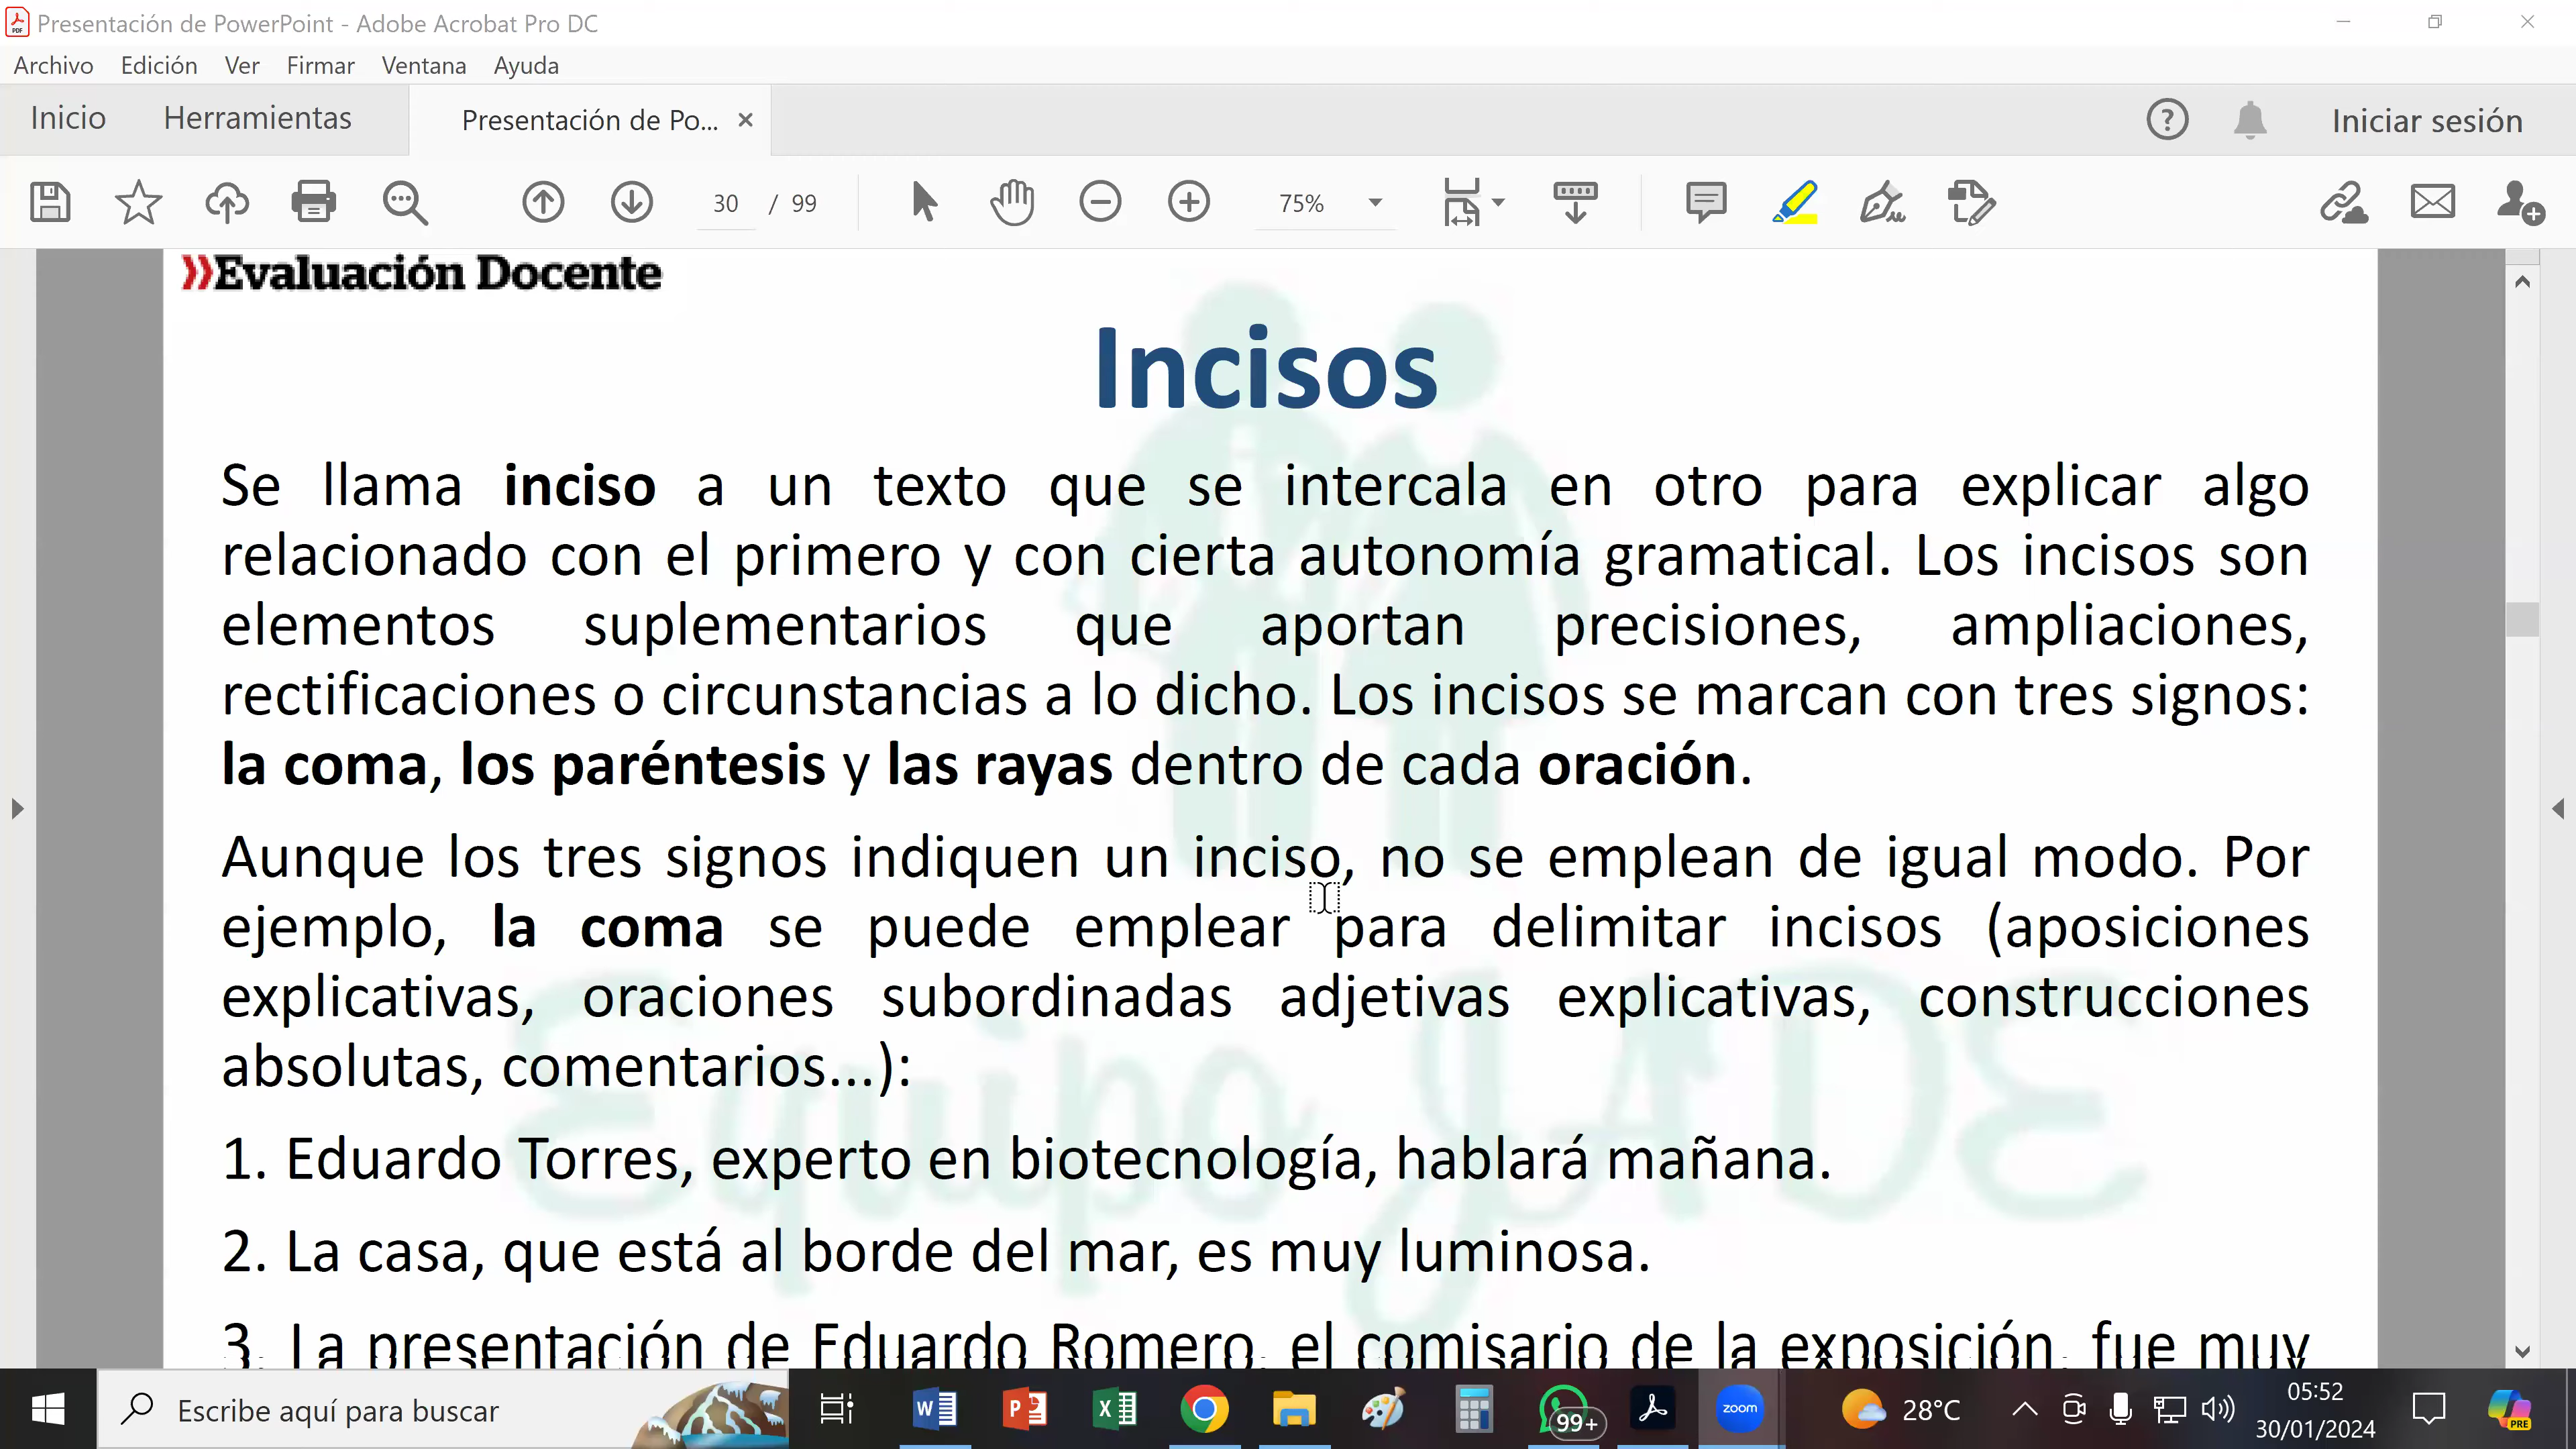 Presentación de PowerPoint - Adobe Acrobat Pro DC
Archivo Edición Ver Firmar Ventana Ayuda
Inicio Herramientas Presentación de Po... Iniciar sesión
30 / 99 75%
Evaluación Docente
Incisos
Se llama inciso a un texto que se intercala en otro para explicar algo
relacionado con el primero y con cierta autonomía gramatical. Los incisos son
elementos suplementarios que aportan precisiones, ampliaciones,
rectificaciones o circunstancias a lo dicho. Los incisos se marcan con tres signos:
la coma, los paréntesis y las rayas dentro de cada oración.
Aunque los tres signos indiquen un inciso, no se emplean de igual modo. Por
ejemplo, la coma se puede emplear para delimitar incisos (aposiciones
explicativas, oraciones subordinadas adjetivas explicativas, construcciones
absolutas, comentarios...):
1. Eduardo Torres, experto en biotecnología, hablará mañana.
2. La casa, que está al borde del mar, es muy luminosa.
3. La presentación de Eduardo Romero, el comisario de la exposición, fue muy
Equipo JADE
Escribe aquí para buscar
99+
zoom
28°C
05:52
30/01/2024
PRE